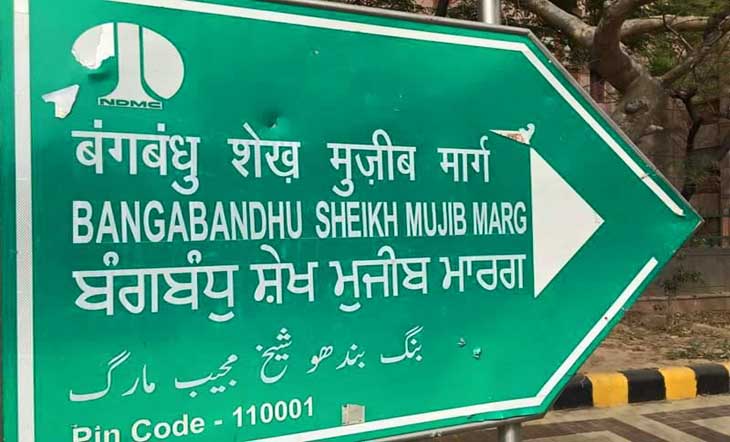 NDMC
बंगबंधु शेख़ मुज़ीब मार्ग
BANGABANDHU SHEIKH MUJIB MARG
ਬੰਗਬੰਧੁ ਸ਼ੇਖ ਮੁਜੀਬ ਮਾਰਗ
بنگ بندھو شیخ مجیب مارگ
Pin Code - 110001